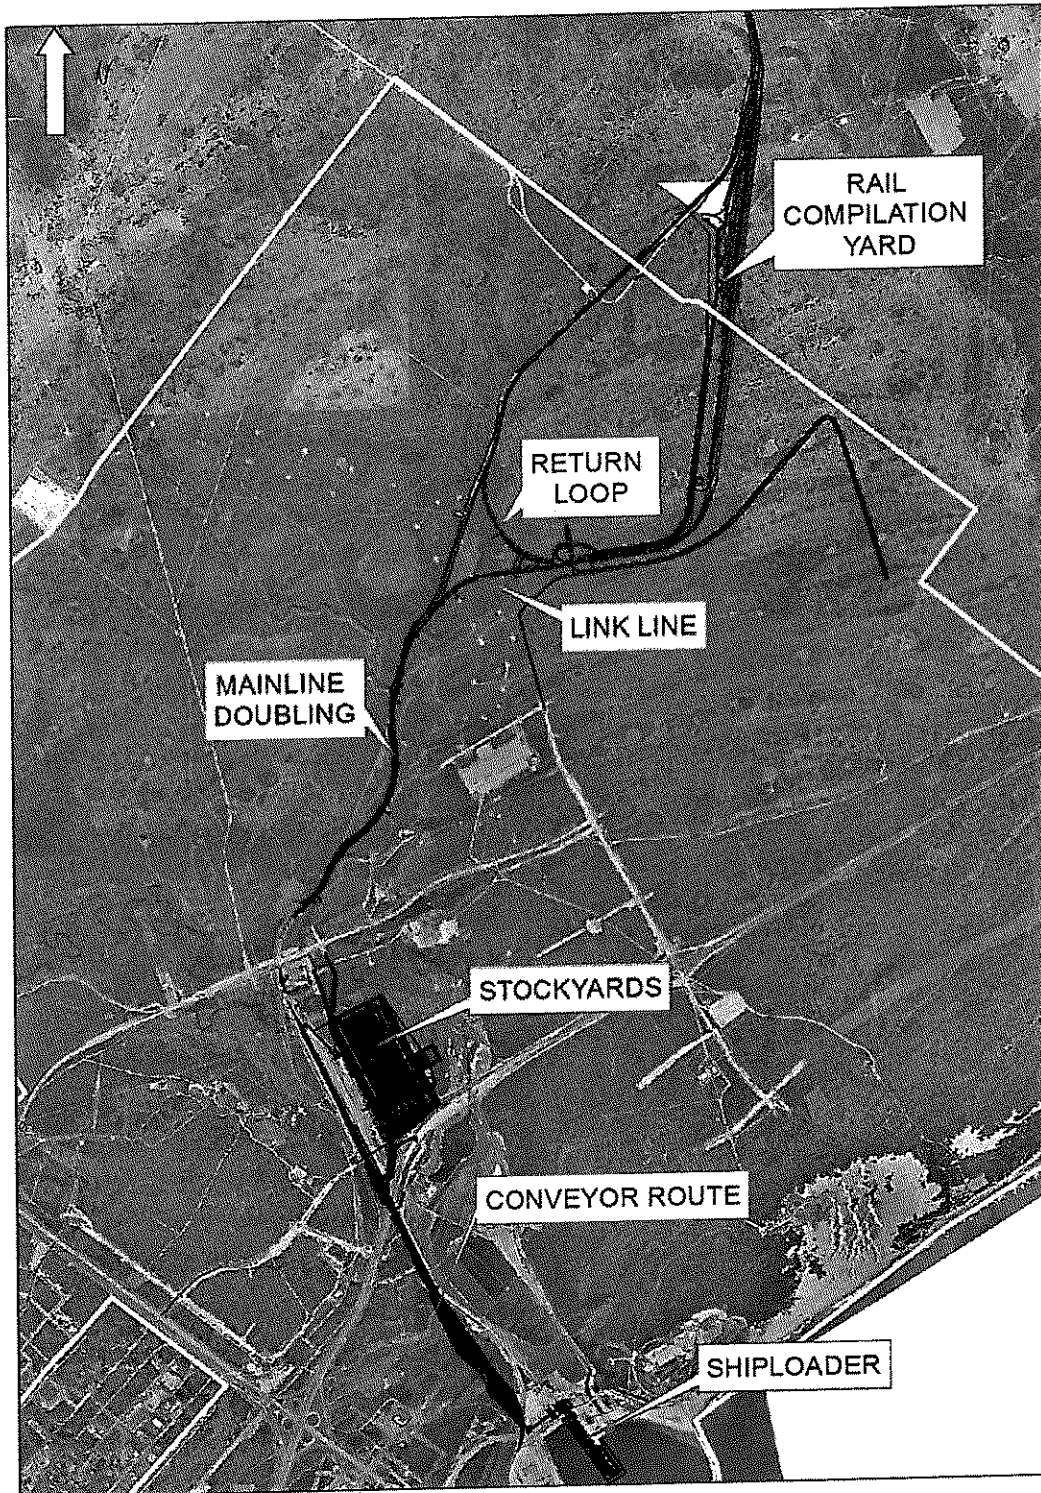 RAIL
COMPILATION
YARD
RETURN
LOOP
LINK LINE
MAINLINE
DOUBLING
STOCKYARDS
CONVEYOR ROUTE
SHIPLOADER